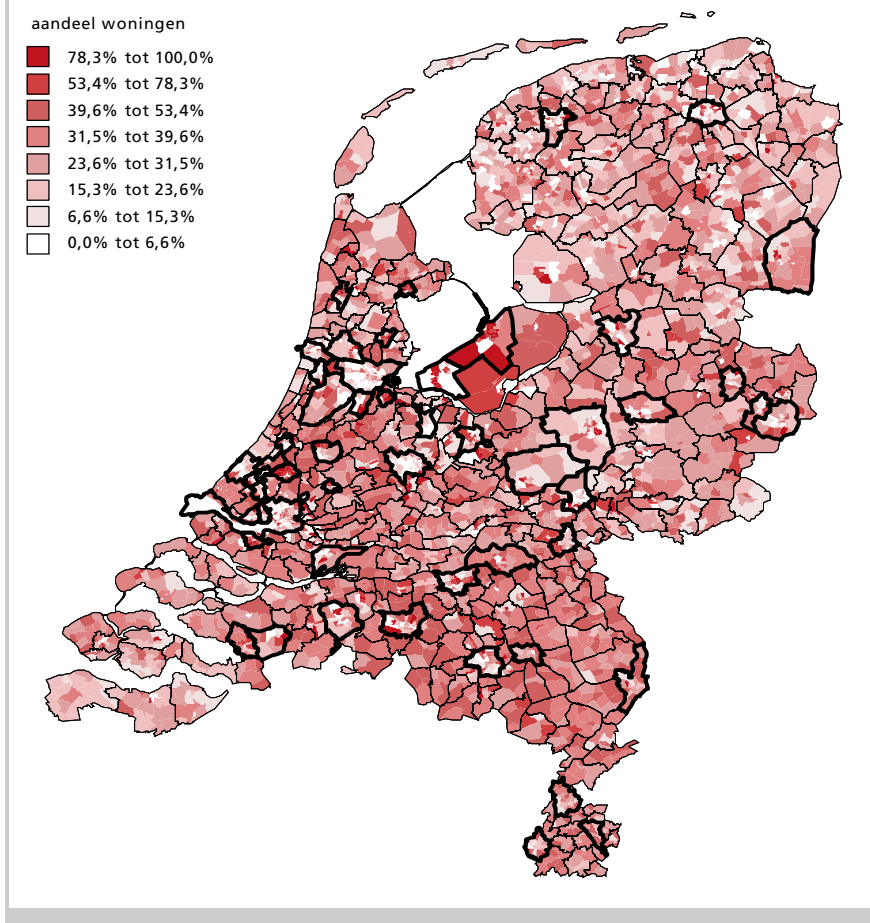 aandeel woningen
78,3% tot 100,0%
53,4% tot 78,3%
39,6% tot 53,4%
31,5% tot 39,6%
23,6% tot 31,5%
15,3% tot 23,6%
6,6% tot 15,3%
0,0% tot 6,6%